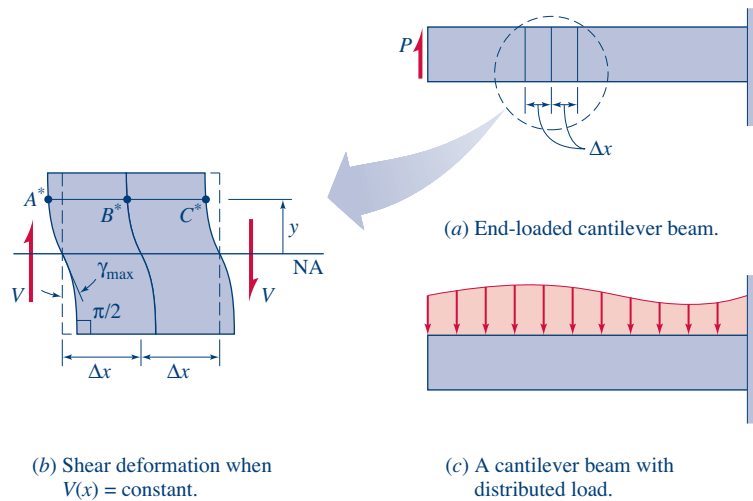 P
Δx
(a) End-loaded cantilever beam.
A*
B*
C*
y
NA
γmax
V
V
π/2
Δx
Δx
(b) Shear deformation when
V(x) = constant.
(c) A cantilever beam with
distributed load.